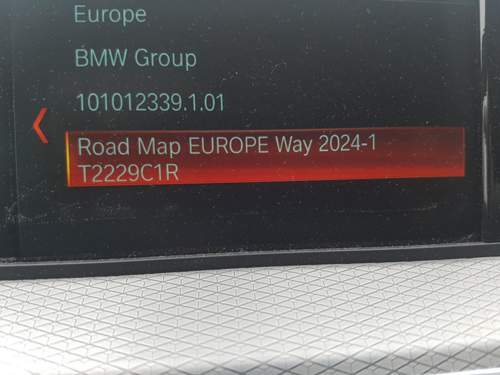 Europe
BMW Group
101012339.1.01
Road Map EUROPE Way 2024-1
T2229C1R